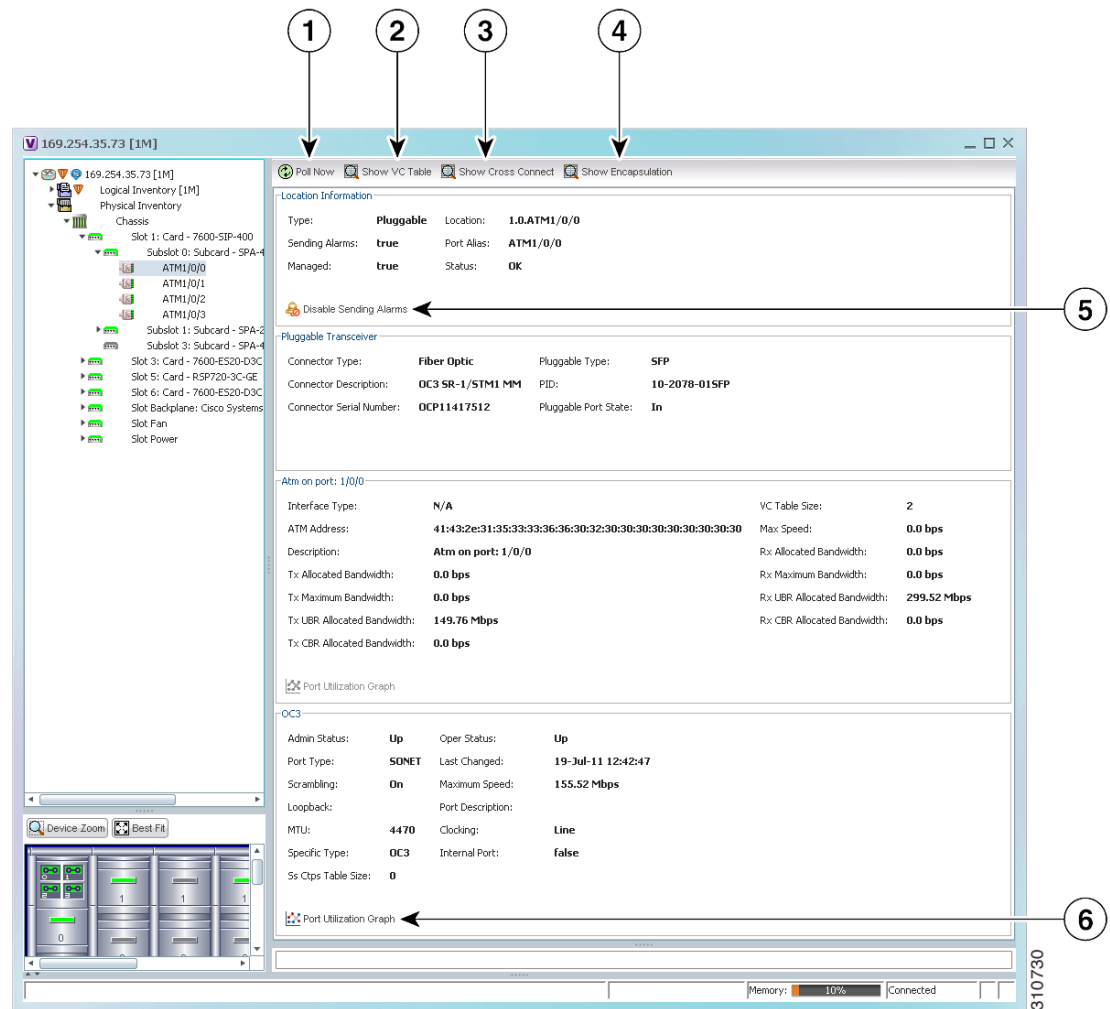 1 2 3 4
169.254.35.73 [1M]
169.254.35.73 [1M]
Logical Inventory [1M]
Physical Inventory
Chassis
Slot 1: Card - 7600-SIP-400
Subslot 0: Subcard - SPA-4
ATM1/0/0
ATM1/0/1
ATM1/0/2
ATM1/0/3
Subslot 1: Subcard - SPA-2
Subslot 3: Subcard - SPA-4
Slot 3: Card - 7600-ES20-D3C
Slot 5: Card - RSP720-3C-GE
Slot 6: Card - 7600-ES20-D3C
Slot Backplane: Cisco Systems
Slot Fan
Slot Power
Device Zoom Best Fit
0 1
2 3
1 1 1
0
Poll Now Show VC Table Show Cross Connect Show Encapsulation
Location Information
Type: Pluggable Location: 1.0.ATM1/0/0
Sending Alarms: true Port Alias: ATM1/0/0
Managed: true Status: OK
Disable Sending Alarms
5
Pluggable Transceiver
Connector Type: Fiber Optic Pluggable Type: SFP
Connector Description: OC3 SR-1/STM1 MM PID: 10-2078-01SFP
Connector Serial Number: OCP11417512 Pluggable Port State: In
Atm on port: 1/0/0
Interface Type: N/A VC Table Size: 2
ATM Address: 41:43:2e:31:35:33:33:36:36:30:32:30:30:30:30:30:30:30:30:30 Max Speed: 0.0 bps
Description: Atm on port: 1/0/0 Rx Allocated Bandwidth: 0.0 bps
Tx Allocated Bandwidth: 0.0 bps Rx Maximum Bandwidth: 0.0 bps
Tx Maximum Bandwidth: 0.0 bps Rx UBR Allocated Bandwidth: 299.52 Mbps
Tx UBR Allocated Bandwidth: 149.76 Mbps Rx CBR Allocated Bandwidth: 0.0 bps
Tx CBR Allocated Bandwidth: 0.0 bps
Port Utilization Graph
OC3
Admin Status: Up Oper Status: Up
Port Type: SONET Last Changed: 19-Jul-11 12:42:47
Scrambling: On Maximum Speed: 155.52 Mbps
Loopback: Port Description:
MTU: 4470 Clocking: Line
Specific Type: OC3 Internal Port: false
Ss Ctps Table Size: 0
Port Utilization Graph
6
Memory: 10% Connected
310730